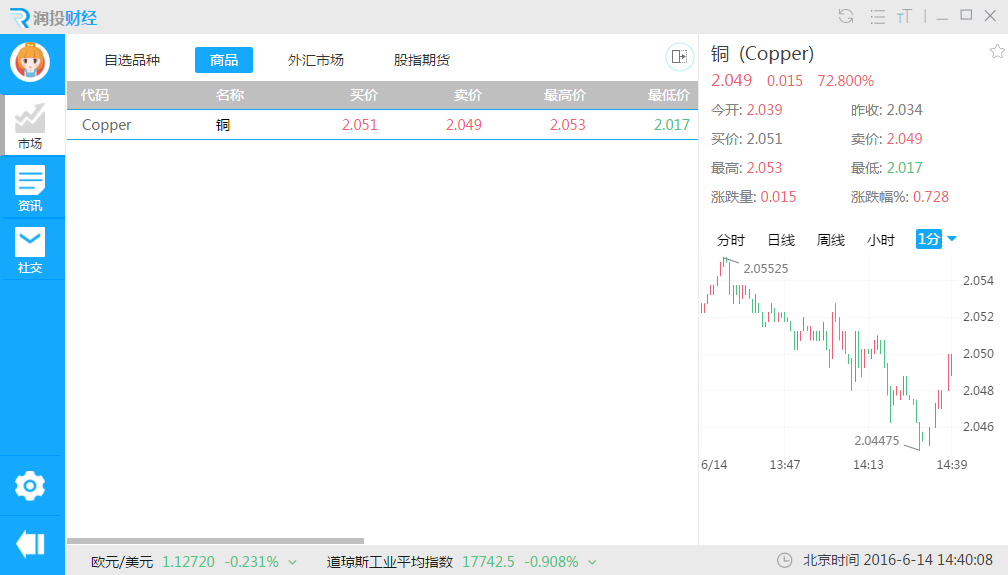 润投财经
自选品种 商品 外汇市场 股指期货
代码 名称 买价 卖价 最高价 最低价
Copper 铜 2.051 2.049 2.053 2.017
市场
资讯
社交
铜 (Copper)
2.049 0.015 72.800%
今开: 2.039 昨收: 2.034
买价: 2.051 卖价: 2.049
最高: 2.053 最低: 2.017
涨跌量: 0.015 涨跌幅%: 0.728
分时 日线 周线 小时 1分
2.05525
2.054
2.052
2.050
2.048
2.046
2.04475
6/14 13:47 14:13 14:39
欧元/美元 1.12720 -0.231% 道琼斯工业平均指数 17742.5 -0.908% 北京时间 2016-6-14 14:40:08